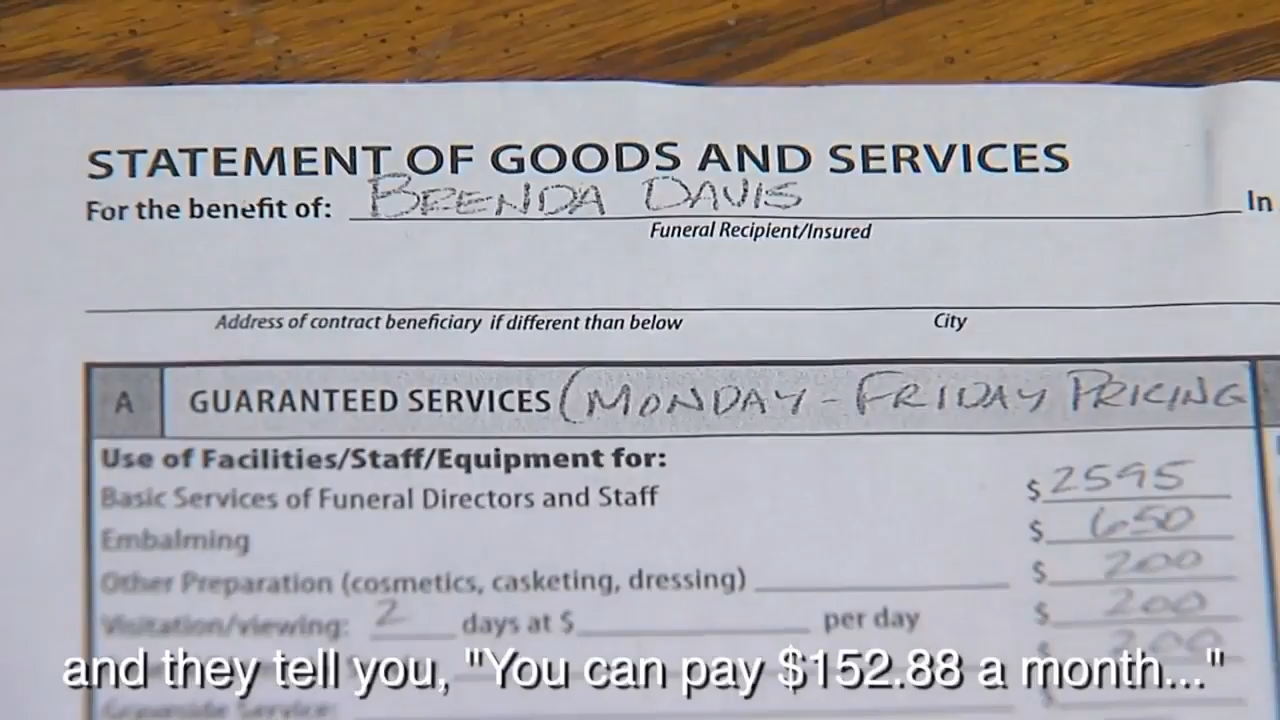 STATEMENT OF GOODS AND SERVICES
For the benefit of: BRENDA DAVIS In
Funeral Recipient/Insured
Address of contract beneficiary if different than below City
A GUARANTEED SERVICES (MONDAY - FRIDAY PRICING
Use of Facilities/Staff/Equipment for:
Basic Services of Funeral Directors and Staff $2595
Embalming $ 650
Other Preparation (cosmetics, casketing, dressing) $ 200
Visitation/viewing: 2 days at $ per day $ 200
$ 200
and they tell you, "You can pay $152.88 a month..."
Graveside Service: $